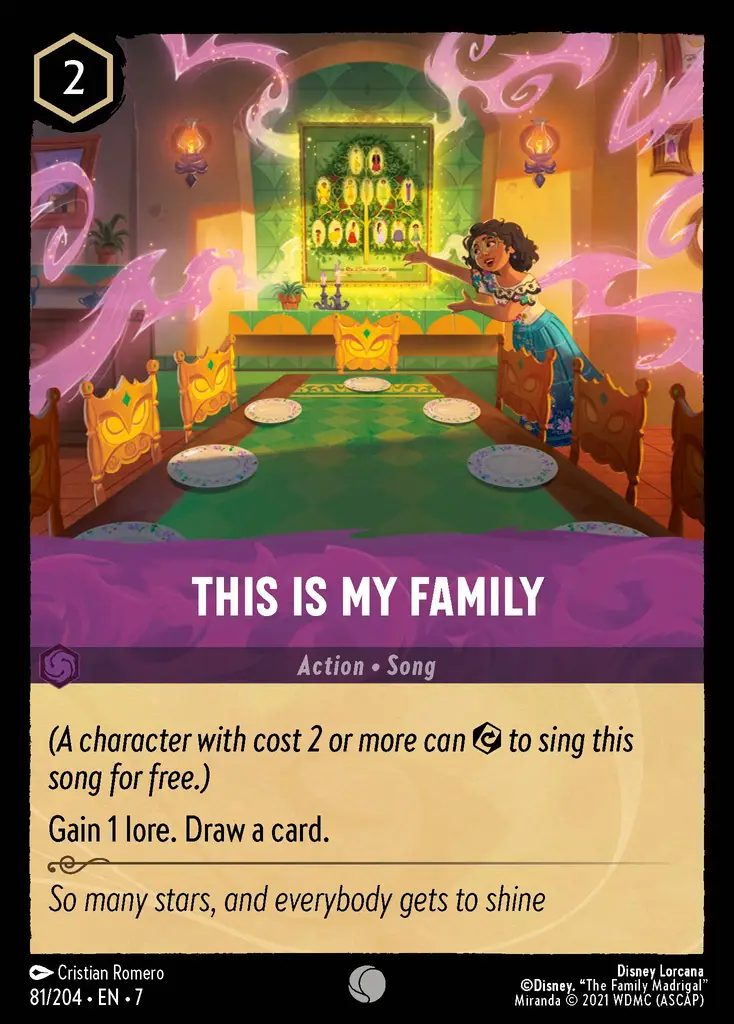 2
THIS IS MY FAMILY
Action • Song
(A character with cost 2 or more can to sing this
song for free.)
Gain 1 lore. Draw a card.
So many stars, and everybody gets to shine
Cristian Romero
81/204 • EN • 7
Disney Lorcana
©Disney. “The Family Madrigal”
Miranda © 2021 WDMC (ASCAP)